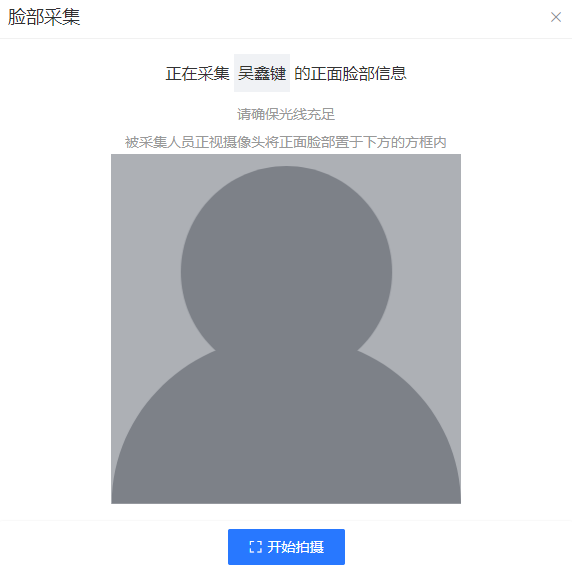 脸部采集
正在采集 吴鑫键 的正面脸部信息
请确保光线充足
被采集人员正视摄像头将正面脸部置于下方的方框内
开始拍摄